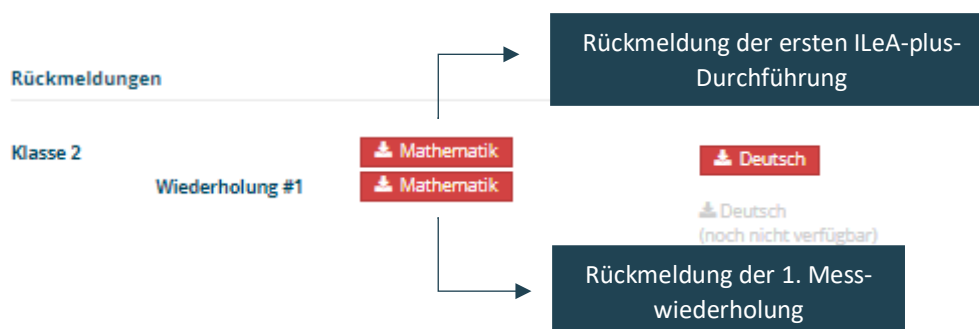 Rückmeldung der ersten ILeA-plus-
Durchführung
Rückmeldungen
Klasse 2
Mathematik
Deutsch
Wiederholung #1
Mathematik
Deutsch
(noch nicht verfügbar)
Rückmeldung der 1. Mess-
wiederholung